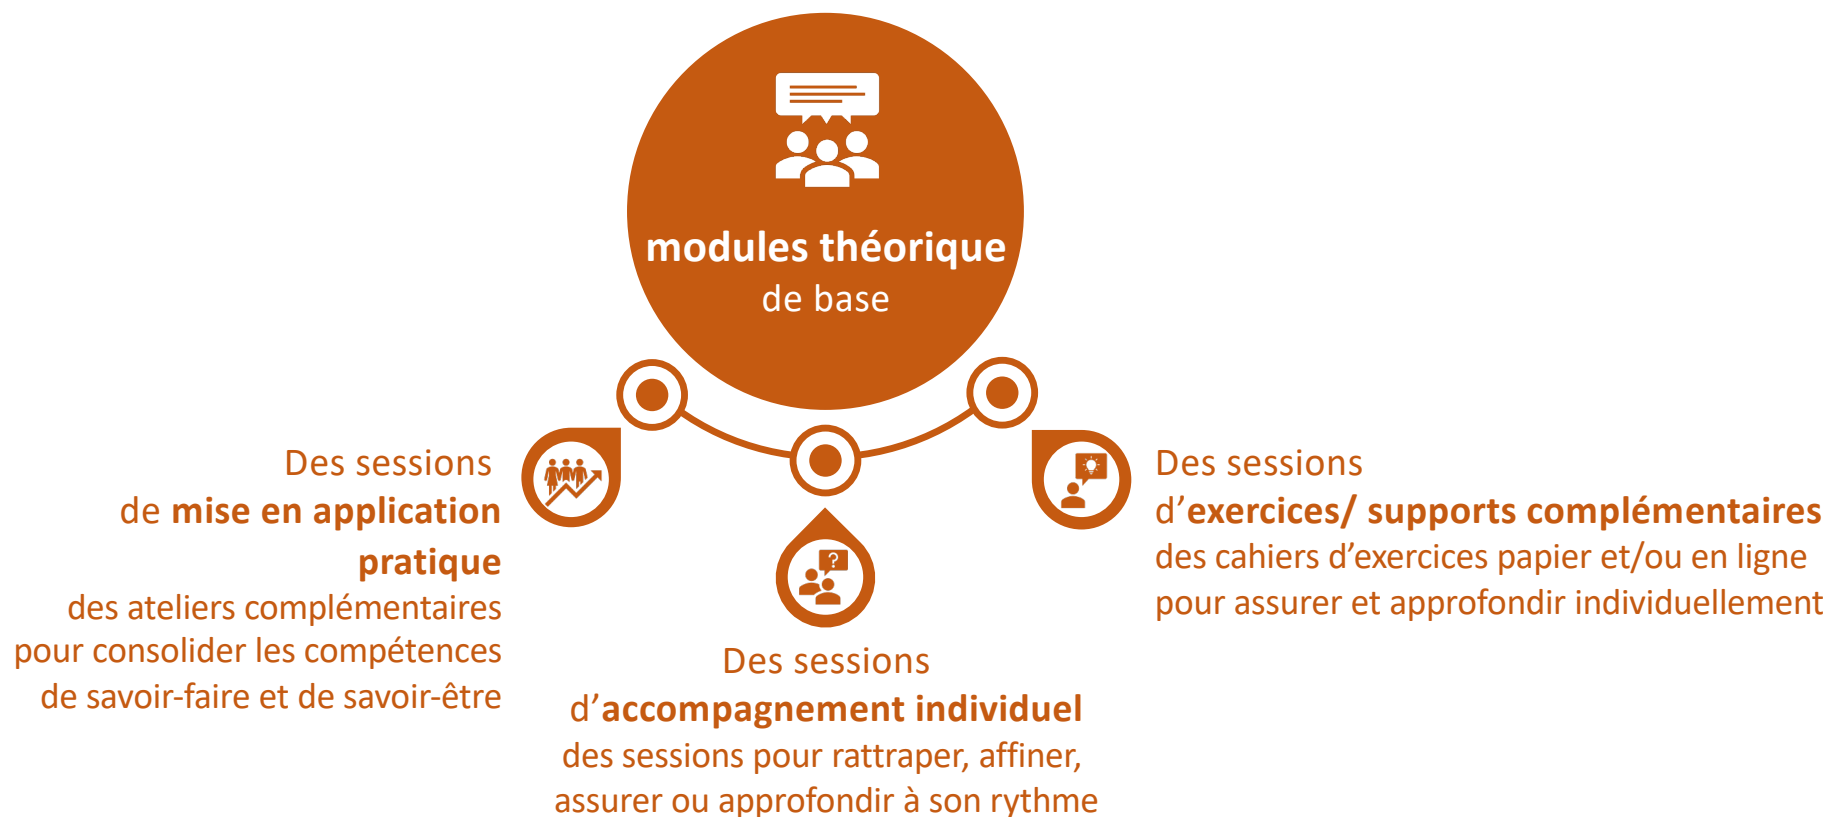 modules théorique
de base
Des sessions
de mise en application
pratique
des ateliers complémentaires
pour consolider les compétences
de savoir-faire et de savoir-être
?
Des sessions
d’accompagnement individuel
des sessions pour rattraper, affiner,
assurer ou approfondir à son rythme
Des sessions
d’exercices/ supports complémentaires
des cahiers d’exercices papier et/ou en ligne
pour assurer et approfondir individuellement